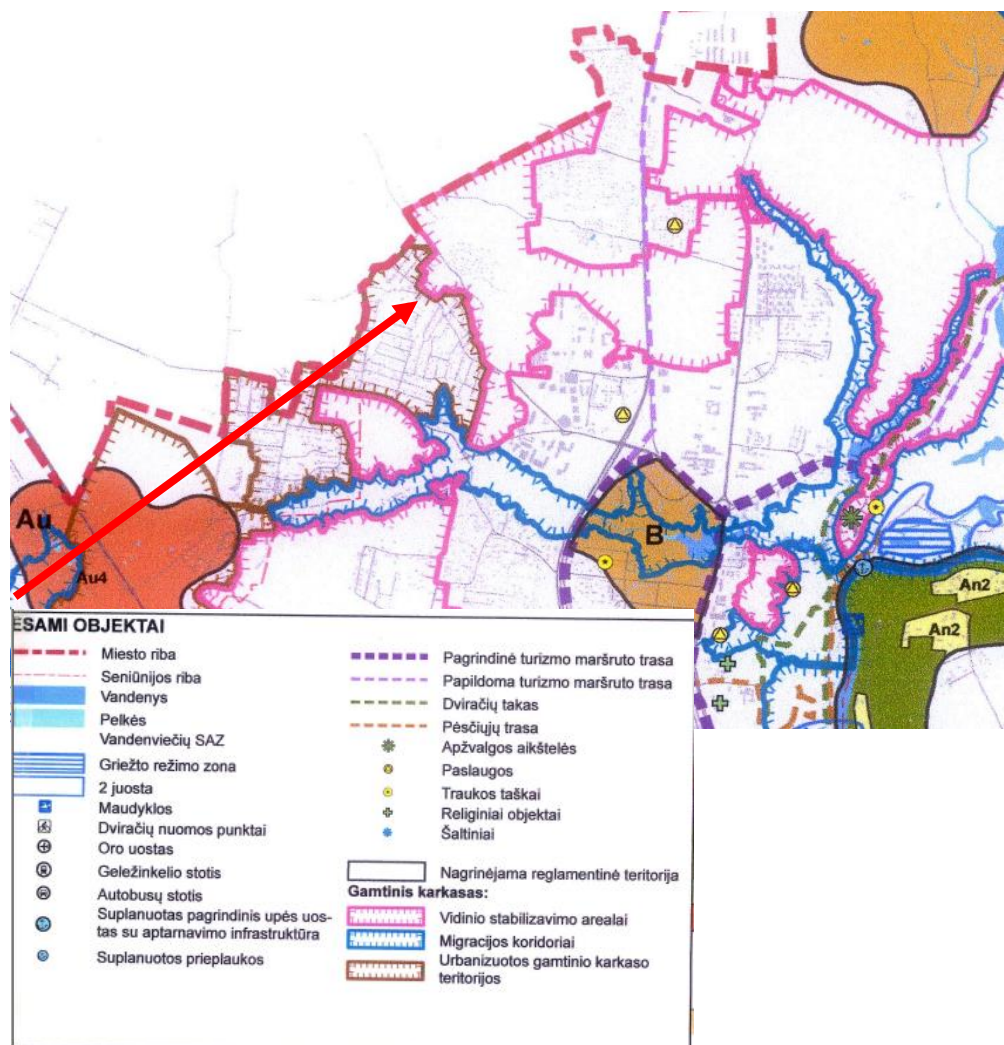 Au
Au4
B
An2
An2
ESAMI OBJEKTAI
Miesto riba
Seniūnijos riba
Vandenys
Pelkės
Vandenviečių SAZ
Griežto režimo zona
2 juosta
Maudyklos
Dviračių nuomos punktai
Oro uostas
Geležinkelio stotis
Autobusų stotis
Suplanuotas pagrindinis upės uos-
tas su aptarnavimo infrastruktūra
Suplanuotos prieplaukos
Pagrindinė turizmo maršruto trasa
Papildoma turizmo maršruto trasa
Dviračių takas
Pėsčiųjų trasa
Apžvalgos aikštelės
Paslaugos
Traukos taškai
Religiniai objektai
Šaltiniai
Nagrinėjama reglamentinė teritorija
Gamtinis karkasas:
Vidinio stabilizavimo arealai
Migracijos koridoriai
Urbanizuotos gamtinio karkaso
teritorijos